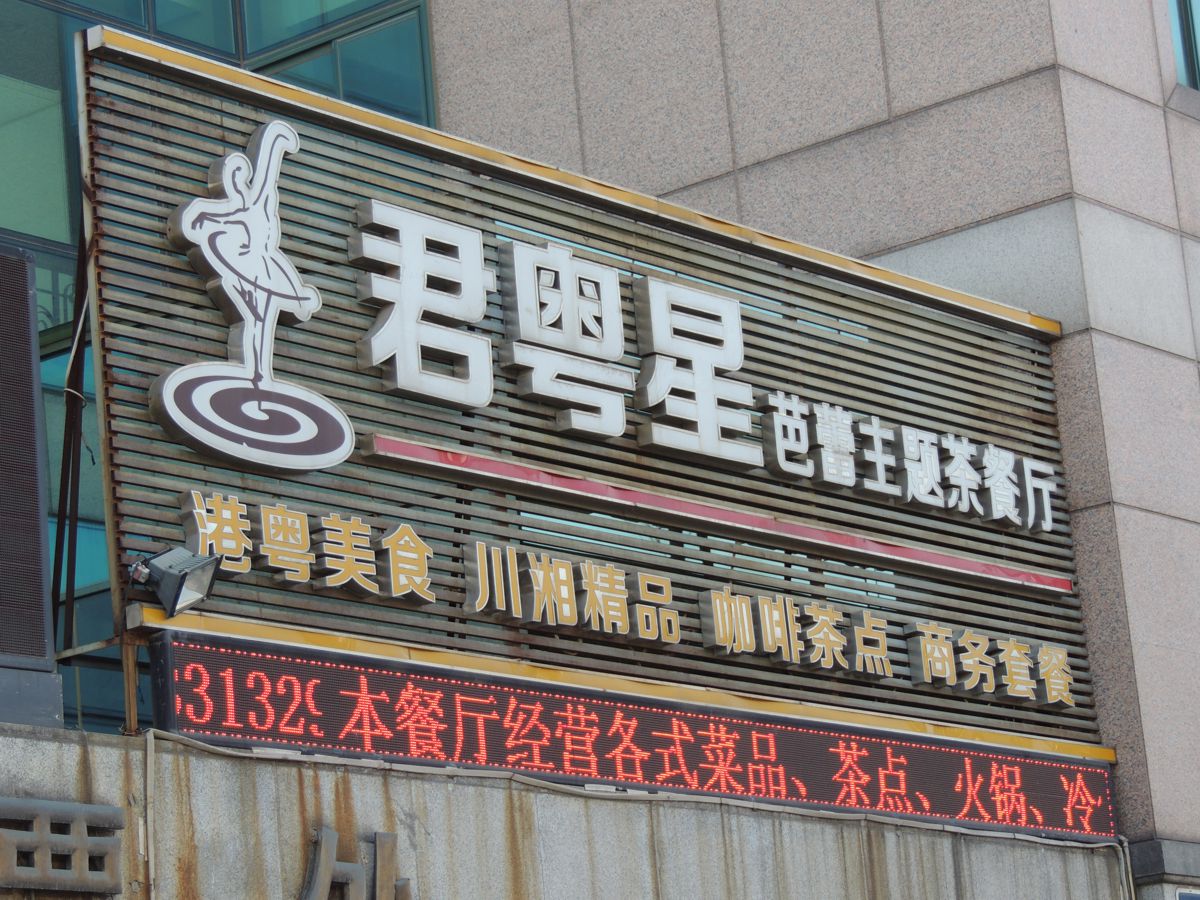 君粤星 芭蕾主题茶餐厅
港粤美食 川湘精品 咖啡茶点 商务套餐
3132 本餐厅经营各式菜品、茶点、火锅、冷